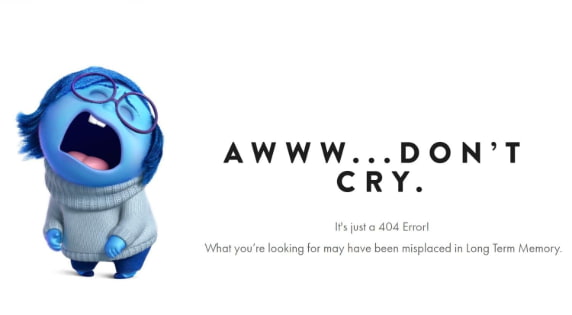 AWWW...DON’T
CRY.
It's just a 404 Error!
What you’re looking for may have been misplaced in Long Term Memory.